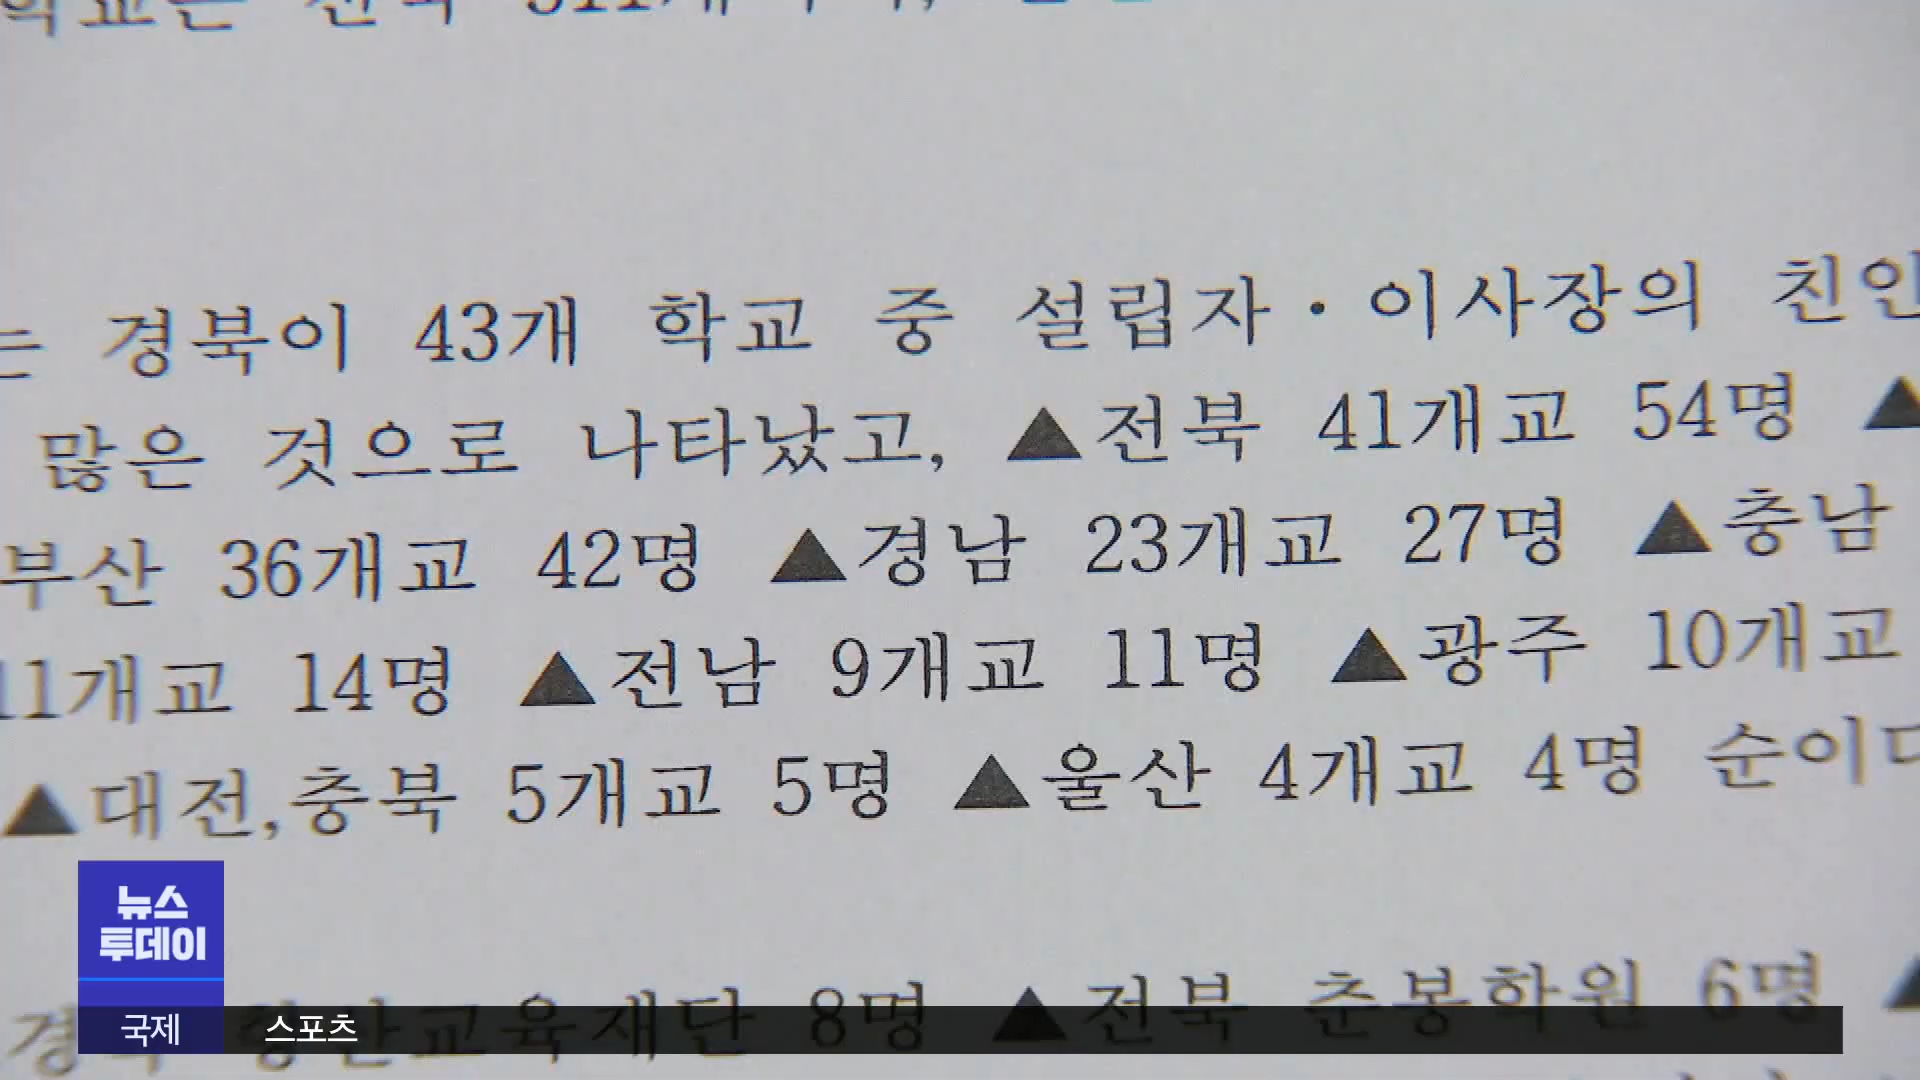 는 경북이 43개 학교 중 설립자·이사장의 친인
많은 것으로 나타났고, ▲전북 41개교 54명 ▲
부산 36개교 42명 ▲경남 23개교 27명 ▲충남
11개교 14명 ▲전남 9개교 11명 ▲광주 10개교
▲대전,충북 5개교 5명 ▲울산 4개교 4명 순이다
교육재단 8명 ▲전북 춘봉학원 6명
뉴스
투데이
국제 스포츠